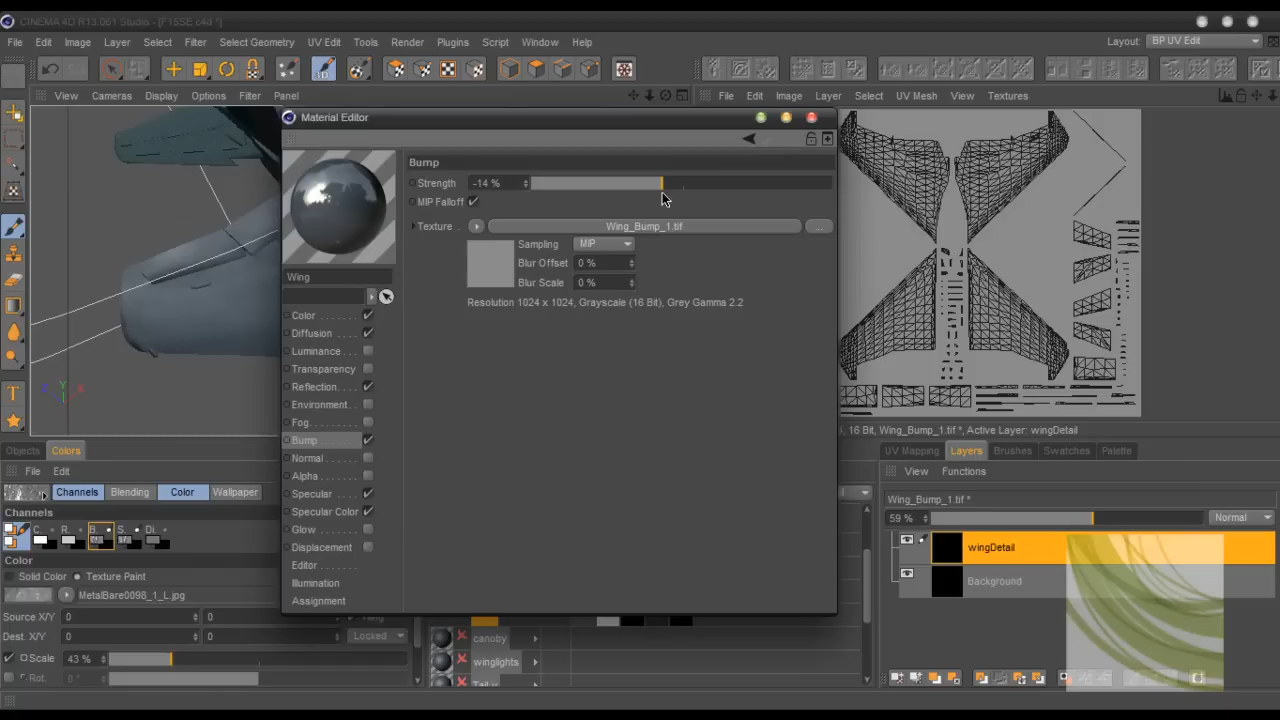 CINEMA 4D R13.061 Studio - [F15SE.c4d *]
File Edit Image Layer Select Filter Select Geometry UV Edit Tools Render Plugins Script Window Help
Layout: BP UV Edit
View Cameras Display Options Filter Panel
File Edit Image Layer Select UV Mesh View Textures
Material Editor
Bump
Strength -14 %
MIP Falloff
Texture . Wing_Bump_1.tif ...
Sampling MIP
Blur Offset 0 %
Blur Scale 0 %
Resolution 1024 x 1024, Grayscale (16 Bit), Grey Gamma 2.2
Wing
Color
Diffusion
Luminance
Transparency
Reflection
Environment
Fog
Bump
Normal
Alpha
Specular
Specular Color
Glow
Displacement
Editor
Illumination
Assignment
X Y
, 16 Bit, Wing_Bump_1.tif *, Active Layer: wingDetail
Objects Colors
File Edit
Channels Blending Color Wallpaper
Channels
C. R. B. S. Di.
Color
Solid Color Texture Paint
MetalBare0098_1_L.jpg
Source X/Y 0 0
Dest. X/Y 0 0 Locked
Scale 43 %
Rot. 0 °
canoby
winglights
UV Mapping Layers Brushes Swatches Palette
View Functions
Wing_Bump_1.tif *
59 % Normal
wingDetail
Background